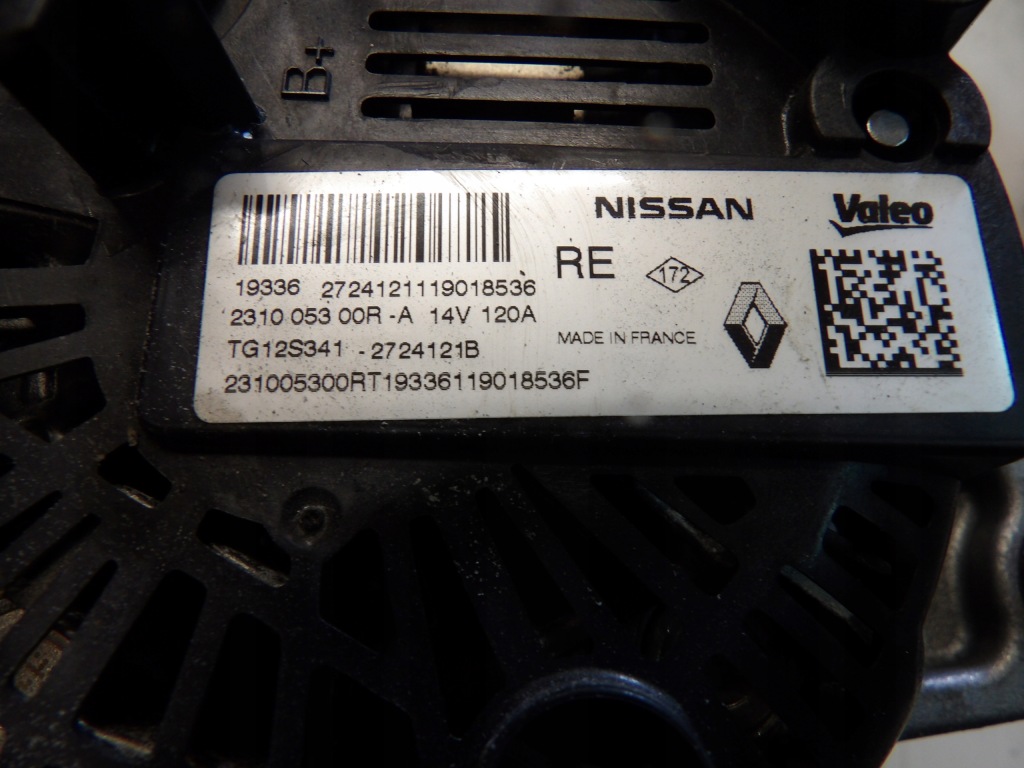 B+
NISSAN Valeo
RE 172
19336 2724121119018536
2310 053 00R -A 14V 120A
MADE IN FRANCE
TG12S341 - 2724121B
231005300RT19336119018536F